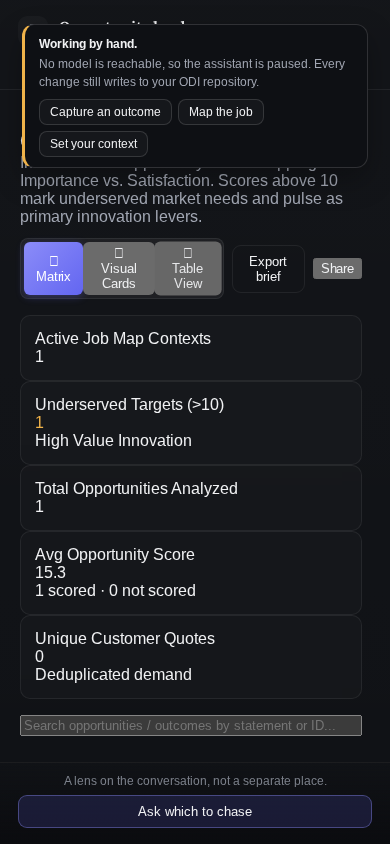 Working by hand.
No model is reachable, so the assistant is paused. Every
change still writes to your ODI repository.
Capture an outcome
Map the job
Set your context
Importance vs. Satisfaction. Scores above 10
mark underserved market needs and pulse as
primary innovation levers.
Matrix
Visual
Cards
Table
View
Export
brief
Share
Active Job Map Contexts
1
Underserved Targets (>10)
1
High Value Innovation
Total Opportunities Analyzed
1
Avg Opportunity Score
15.3
1 scored · 0 not scored
Unique Customer Quotes
0
Deduplicated demand
Search opportunities / outcomes by statement or ID...
A lens on the conversation, not a separate place.
Ask which to chase